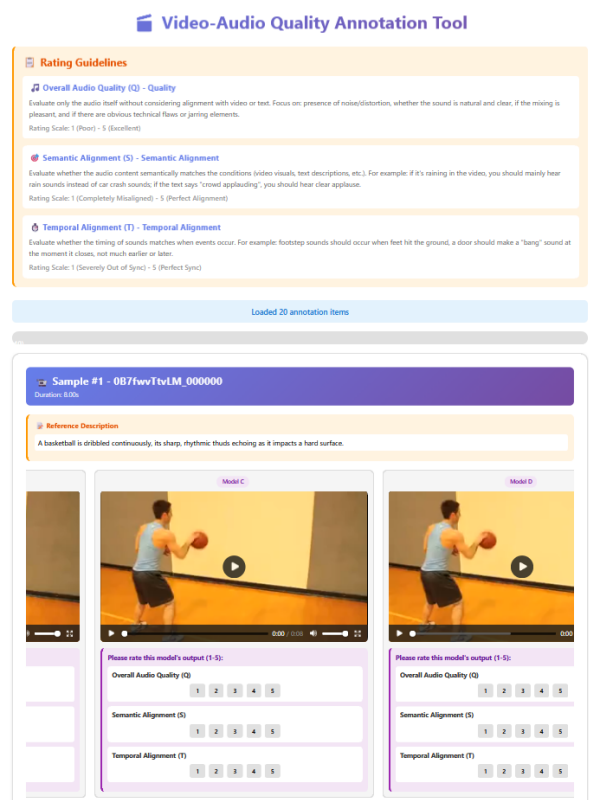 Video-Audio Quality Annotation Tool
Rating Guidelines
Overall Audio Quality (Q) - Quality
Evaluate only the audio itself without considering alignment with video or text. Focus on: presence of noise/distortion, whether the sound is natural and clear, if the mixing is
pleasant, and if there are obvious technical flaws or jarring elements.
Rating Scale: 1 (Poor) - 5 (Excellent)
Semantic Alignment (S) - Semantic Alignment
Evaluate whether the audio content semantically matches the conditions (video visuals, text descriptions, etc.). For example: if it's raining in the video, you should mainly hear
rain sounds instead of car crash sounds; if the text says "crowd applauding", you should hear clear applause.
Rating Scale: 1 (Completely Misaligned) - 5 (Perfect Alignment)
Temporal Alignment (T) - Temporal Alignment
Evaluate whether the timing of sounds matches when events occur. For example: footstep sounds should occur when feet hit the ground, a door should make a "bang" sound at
the moment it closes, not much earlier or later.
Rating Scale: 1 (Severely Out of Sync) - 5 (Perfect Sync)
Loaded 20 annotation items
Sample #1 - 0B7fwvTtvLM_000000
Duration: 8.00s
Reference Description
A basketball is dribbled continuously, its sharp, rhythmic thuds echoing as it impacts a hard surface.
Model C
Model D
0:00 / 0:08
0:00
Please rate this model's output (1-5):
Please rate this model's output (1-5):
Overall Audio Quality (Q)
Overall Audio Quality (Q)
1 2 3 4 5
1 2 3 4 5
Semantic Alignment (S)
Semantic Alignment (S)
1 2 3 4 5
1 2 3 4 5
Temporal Alignment (T)
Temporal Alignment (T)
1 2 3 4 5
1 2 3 4 5